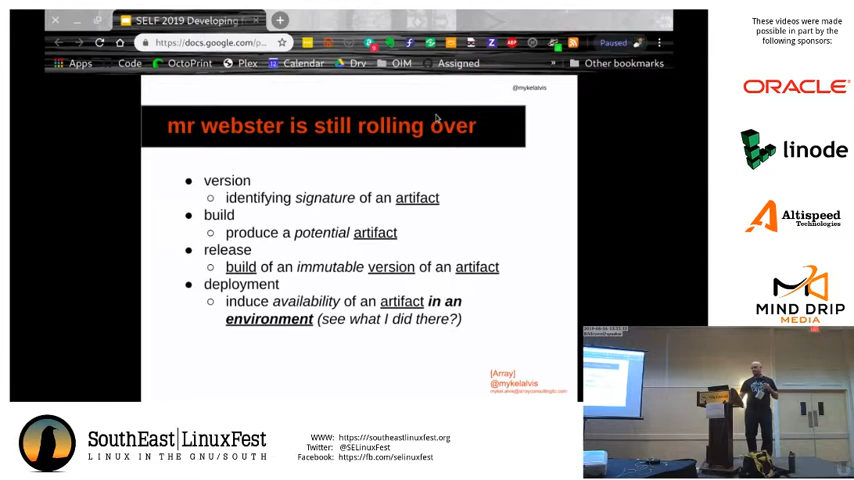 SELF 2019 Developing
https://docs.google.com/p...
Paused
Apps
Code
OctoPrint
Plex
Calendar
Drv
OIM
Assigned
»
Other bookmarks
@mykelalvis
mr webster is still rolling over
● version
○ identifying signature of an artifact
● build
○ produce a potential artifact
● release
○ build of an immutable version of an artifact
● deployment
○ induce availability of an artifact in an
environment (see what I did there?)
[Array]
@mykelalvis
These videos were made
possible in part by the
following sponsors:
ORACLE
linode
Altispeed
Technologies
MIND DRIP
MEDIA
SouthEast|LinuxFest
LINUX IN THE GNU/SOUTH
WWW: https://southeastlinuxfest.org
Twitter: @SELinuxFest
Facebook: https://fb.com/selinuxfest